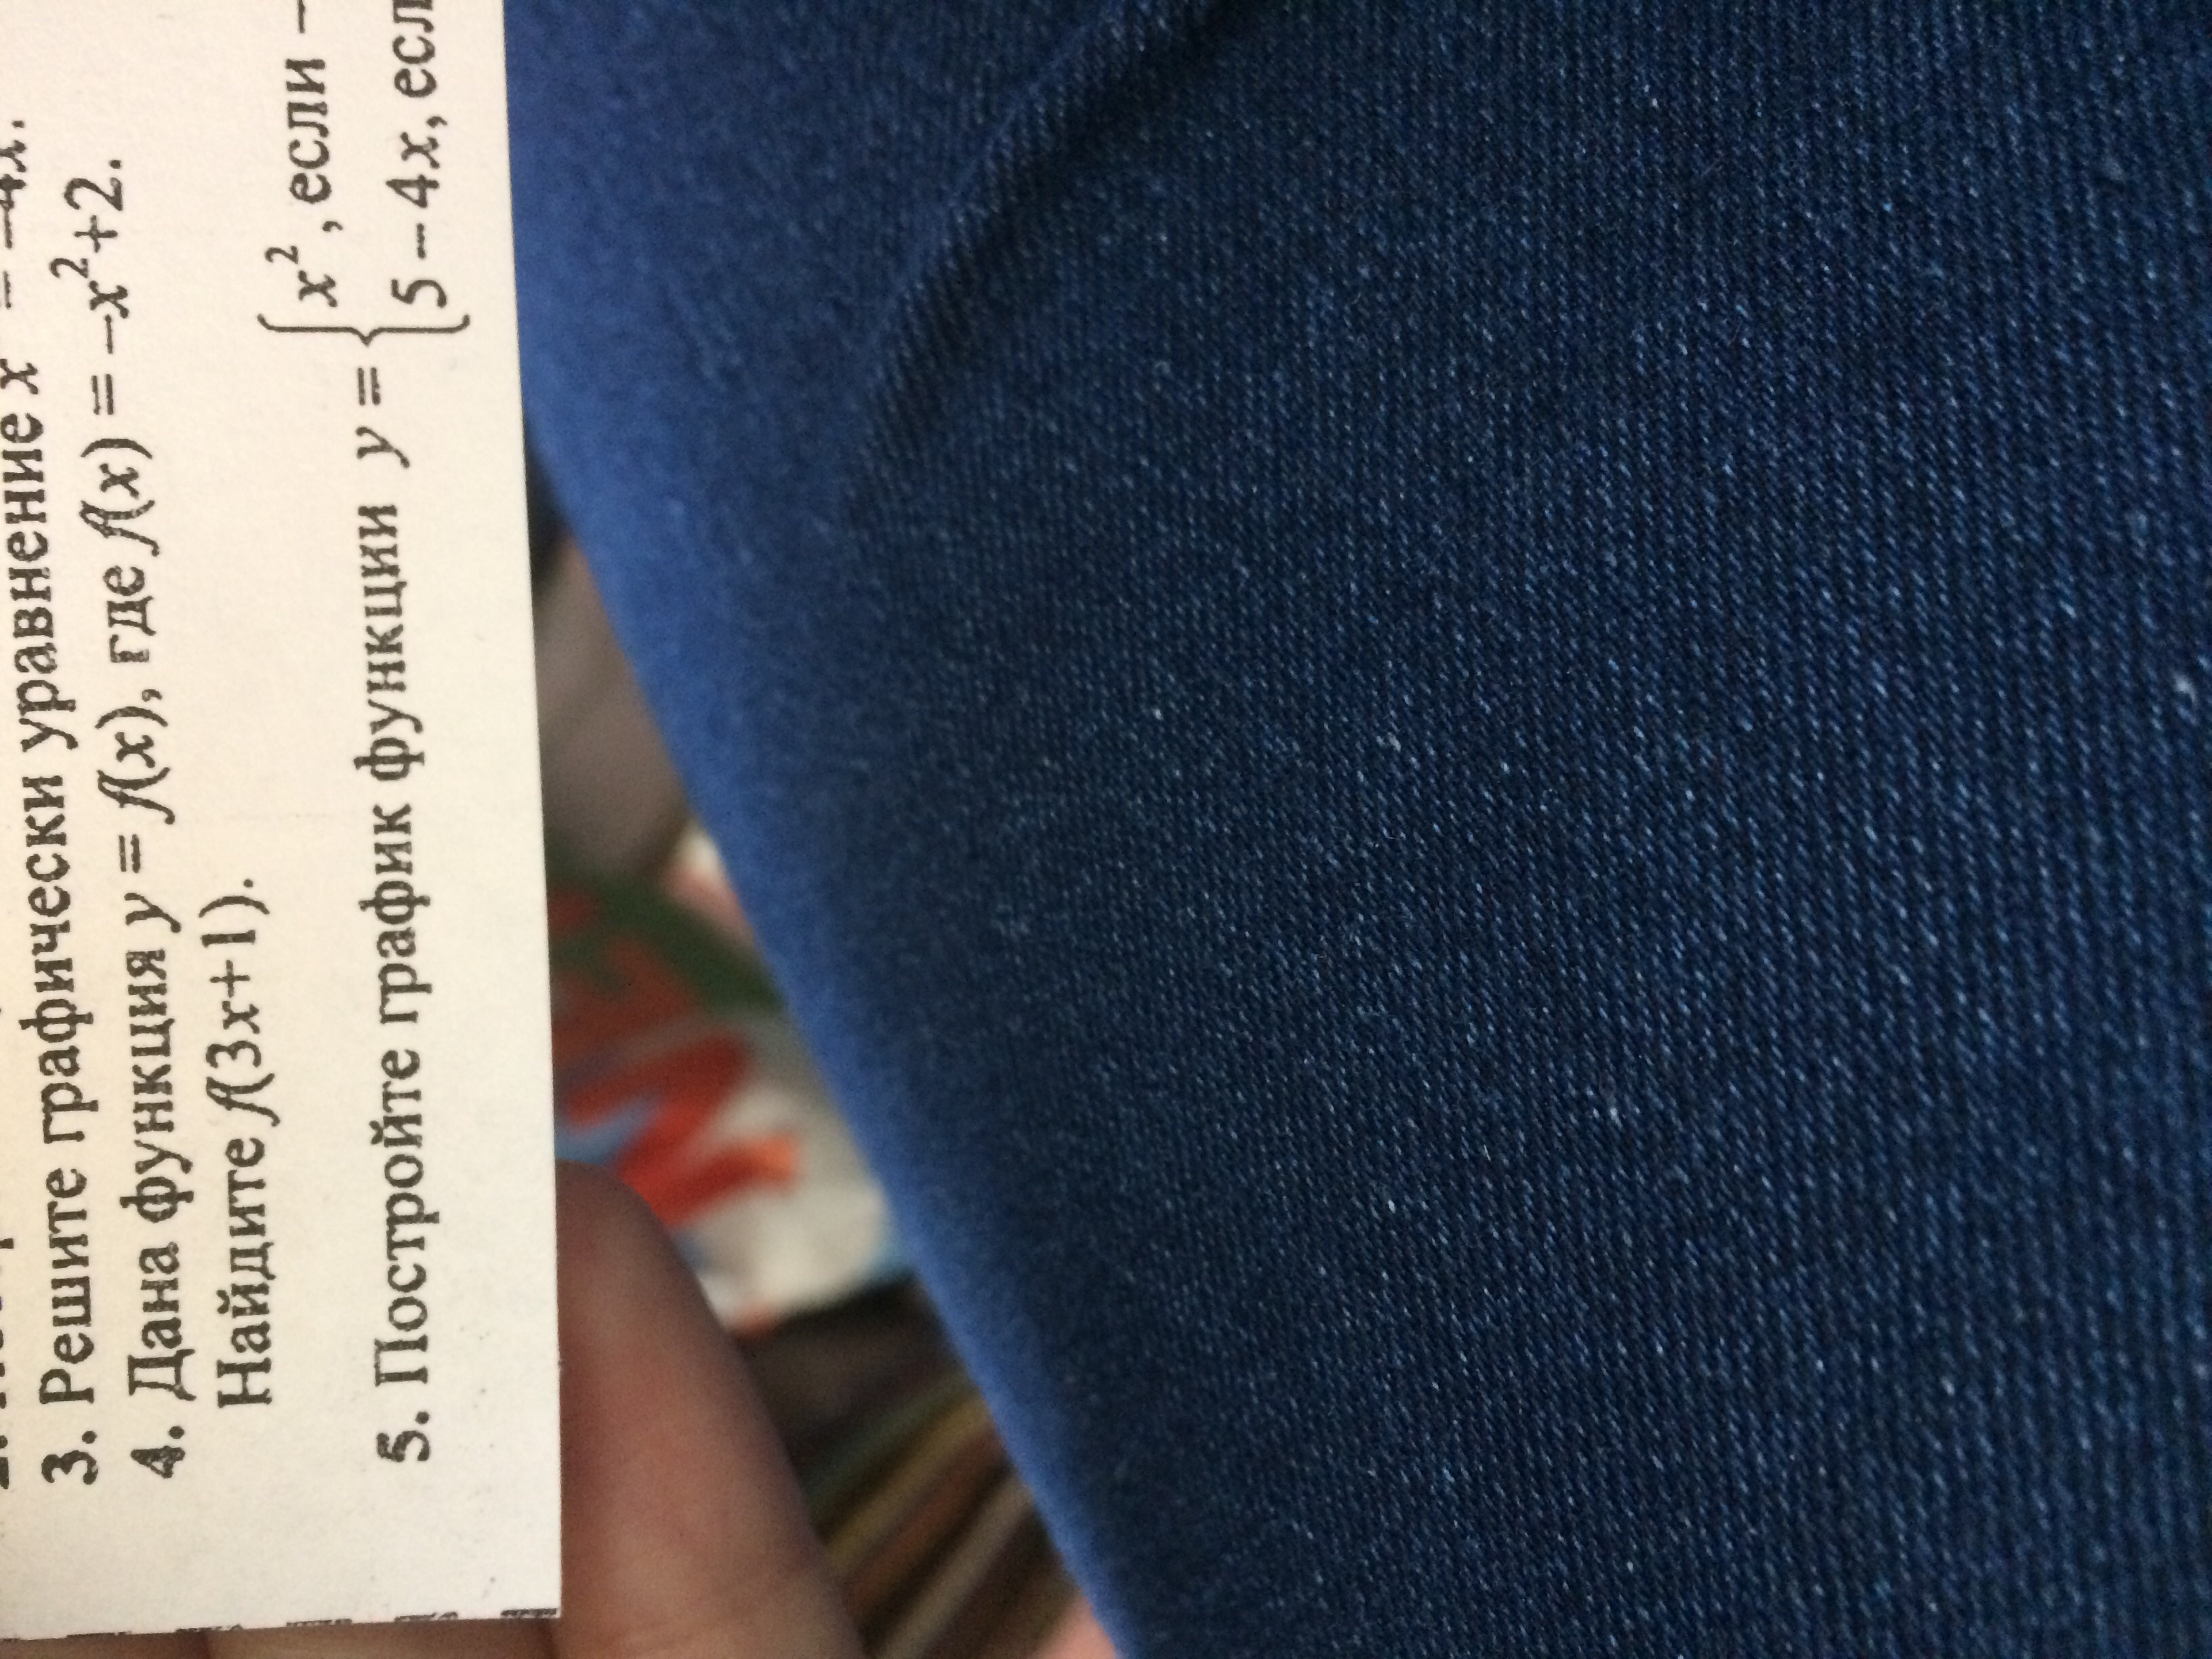 3. Решите графически уравнение x = −4x.
4. Дана функция y = f(x), где f(x) = −x²+2.
Найдите f(3x+1).
5. Постройте график функции y = { x², если −
5 − 4x, есл